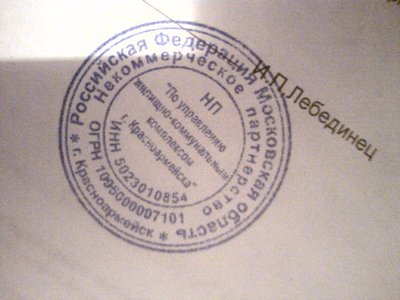 * г. Красноармейск * Российская Федерация Московская область
Некоммерческое партнерство
ОГРН 1095000007101
ИНН 5023010854
НП
"По управлению
жилищно-коммунальным
комплексом
г. Красноармейска"
И.П.Лебединец